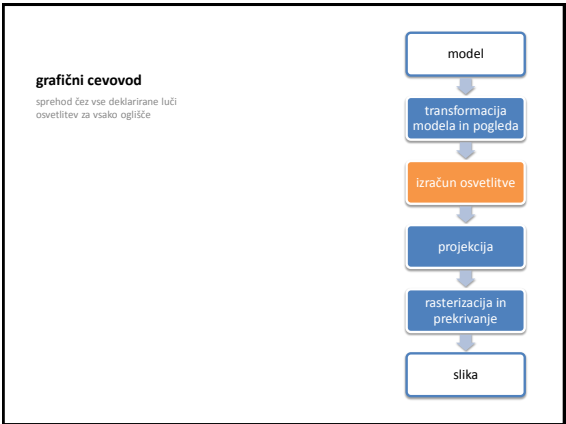 grafični cevovod
sprehod čez vse deklarirane luči
osvetlitev za vsako oglišče
model
transformacija
modela in pogleda
izračun osvetlitve
projekcija
rasterizacija in
prekrivanje
slika